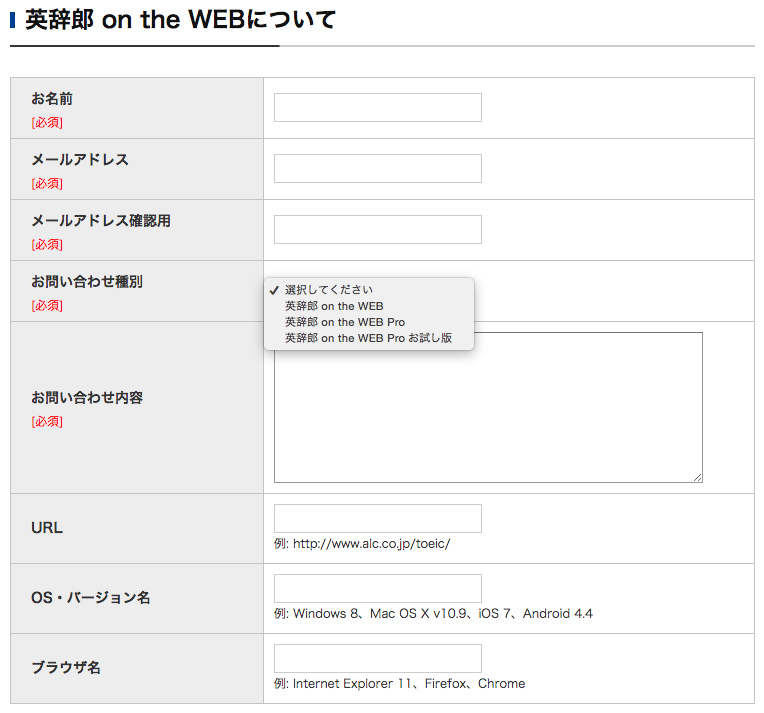 英辞郎 on the WEBについて
お名前
[必須]
メールアドレス
[必須]
メールアドレス確認用
[必須]
お問い合わせ種別
[必須]
✓ 選択してください
英辞郎 on the WEB
英辞郎 on the WEB Pro
英辞郎 on the WEB Pro お試し版
お問い合わせ内容
[必須]
URL
例: http://www.alc.co.jp/toeic/
OS・バージョン名
例: Windows 8、Mac OS X v10.9、iOS 7、Android 4.4
ブラウザ名
例: Internet Explorer 11、Firefox、Chrome